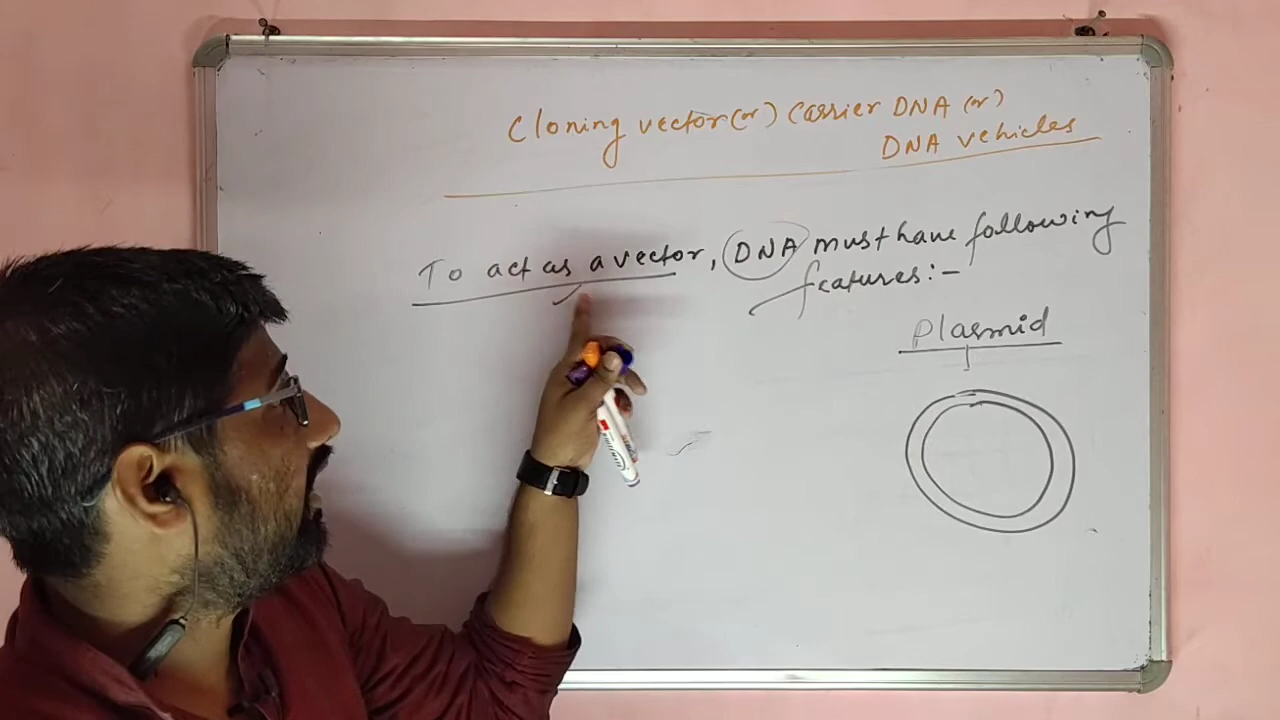 Cloning vector (or) Carrier DNA (or)
DNA vehicles
To act as a vector, DNA must have following
features:-
Plasmid